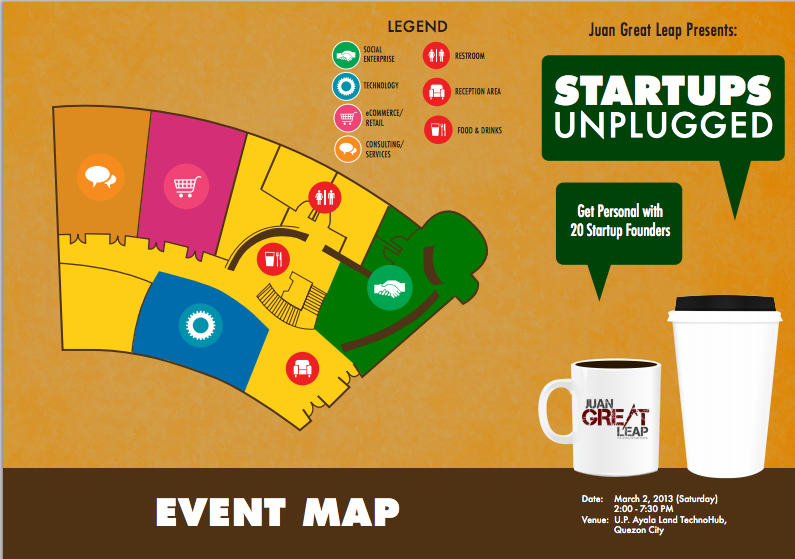 LEGEND
SOCIAL
ENTERPRISE
TECHNOLOGY
eCOMMERCE/
RETAIL
CONSULTING/
SERVICES
RESTROOM
RECEPTION AREA
FOOD & DRINKS
Juan Great Leap Presents:
STARTUPS
UNPLUGGED
Get Personal with
20 Startup Founders
JUAN
GREAT
LEAP
EVENT MAP
Date: March 2, 2013 (Saturday)
2:00 - 7:30 PM
Venue: U.P. Ayala Land TechnoHub,
Quezon City